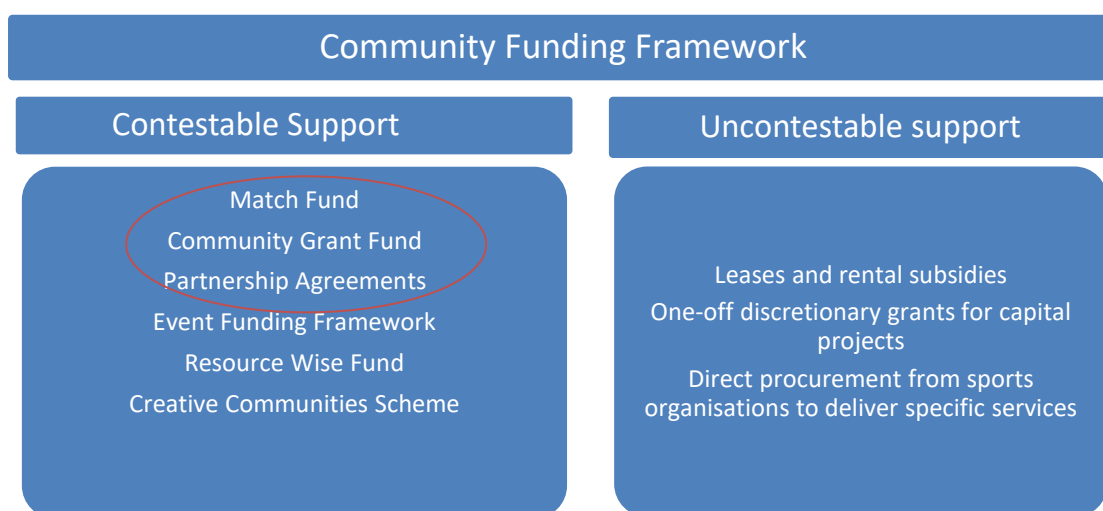 Community Funding Framework
Contestable Support
Match Fund
Community Grant Fund
Partnership Agreements
Event Funding Framework
Resource Wise Fund
Creative Communities Scheme
Uncontestable support
Leases and rental subsidies
One-off discretionary grants for capital
projects
Direct procurement from sports
organisations to deliver specific services